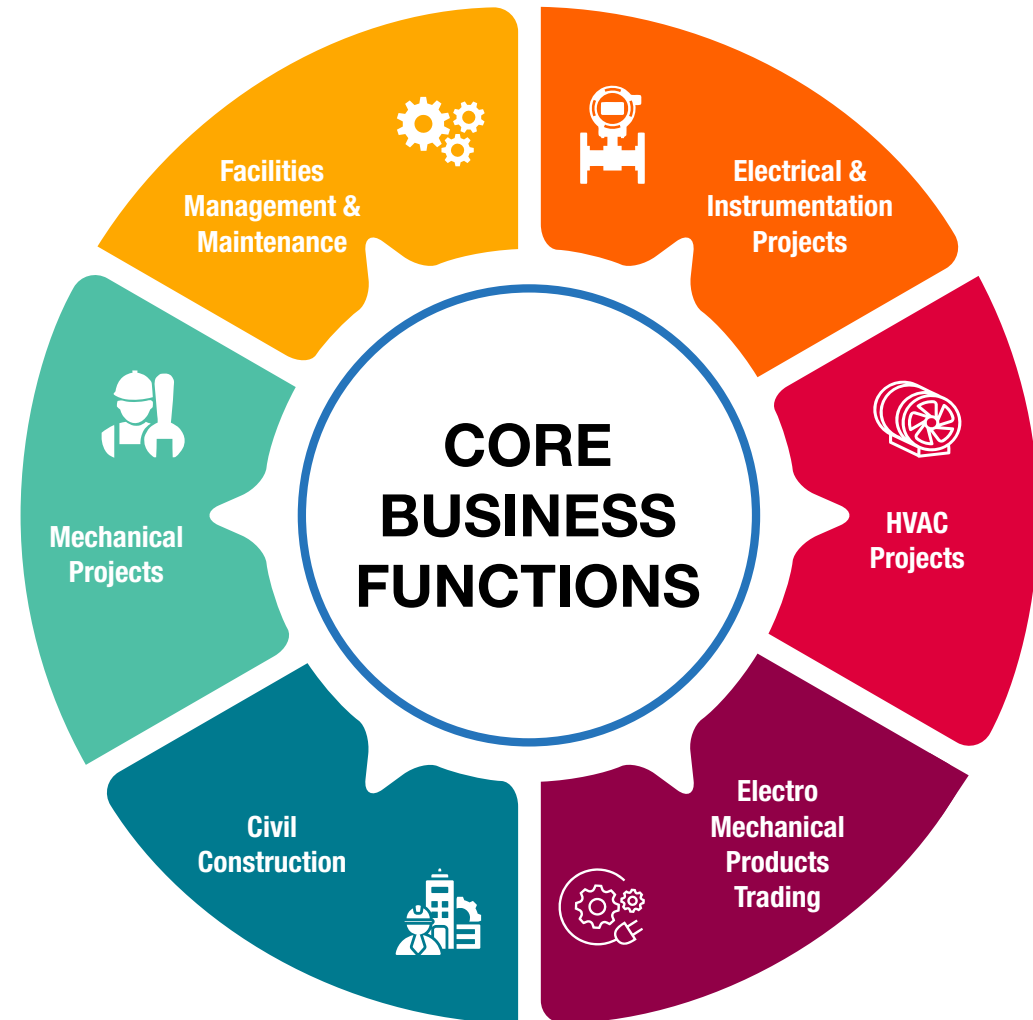 Facilities
Management &
Maintenance
Electrical &
Instrumentation
Projects
Mechanical
Projects
CORE
BUSINESS
FUNCTIONS
HVAC
Projects
Civil
Construction
Electro
Mechanical
Products
Trading